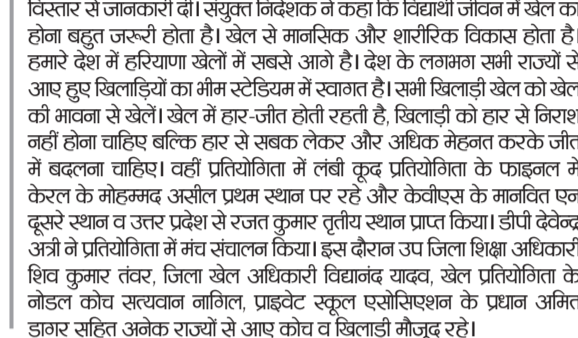 विस्तार से जानकारी दी। संयुक्त निदेशक ने कहा कि विद्यार्थी जीवन में खेल का
होना बहुत जरूरी होता है। खेल से मानसिक और शारीरिक विकास होता है।
हमारे देश में हरियाणा खेलों में सबसे आगे है। देश के लगभग सभी राज्यों से
आए हुए खिलाड़ियों का भीम स्टेडियम में स्वागत है। सभी खिलाड़ी खेल को खेल
की भावना से खेलें। खेल में हार-जीत होती रहती है, खिलाड़ी को हार से निराश
नहीं होना चाहिए बल्कि हार से सबक लेकर और अधिक मेहनत करके जीत
में बदलना चाहिए। वहीं प्रतियोगिता में लंबी कूद प्रतियोगिता के फाइनल में
केरल के मोहम्मद असील प्रथम स्थान पर रहे और केवीएस के मानवित एन
दूसरे स्थान व उत्तर प्रदेश से रजत कुमार तृतीय स्थान प्राप्त किया। डीपी देवेन्द्र
अत्री ने प्रतियोगिता में मंच संचालन किया। इस दौरान उप जिला शिक्षा अधिकारी
शिव कुमार तंवर, जिला खेल अधिकारी विद्यानंद यादव, खेल प्रतियोगिता के
नोडल कोच सत्यवान नागिल, प्राइवेट स्कूल एसोसिएशन के प्रधान अमित
डागर सहित अनेक राज्यों से आए कोच व खिलाड़ी मौजूद रहे।